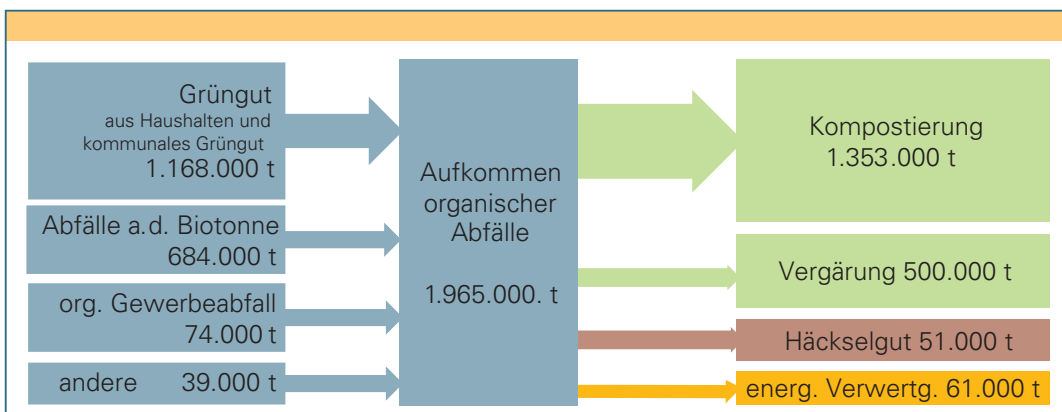 Grüngut
aus Haushalten und
kommunales Grüngut
1.168.000 t
Abfälle a.d. Biotonne
684.000 t
org. Gewerbeabfall
74.000 t
andere 39.000 t
Aufkommen
organischer
Abfälle
1.965.000. t
Kompostierung
1.353.000 t
Vergärung 500.000 t
Häckselgut 51.000 t
energ. Verwertg. 61.000 t